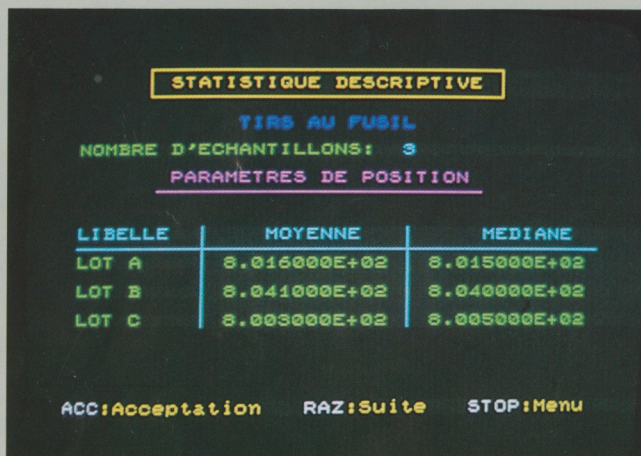 STATISTIQUE DESCRIPTIVE
TIRS AU FUSIL
NOMBRE D'ECHANTILLONS: 3
PARAMETRES DE POSITION
LIBELLE MOYENNE MEDIANE
LOT A 8.016000E+02 8.015000E+02
LOT B 8.041000E+02 8.040000E+02
LOT C 8.003000E+02 8.005000E+02
ACC:Acceptation RAZ:Suite STOP:Menu